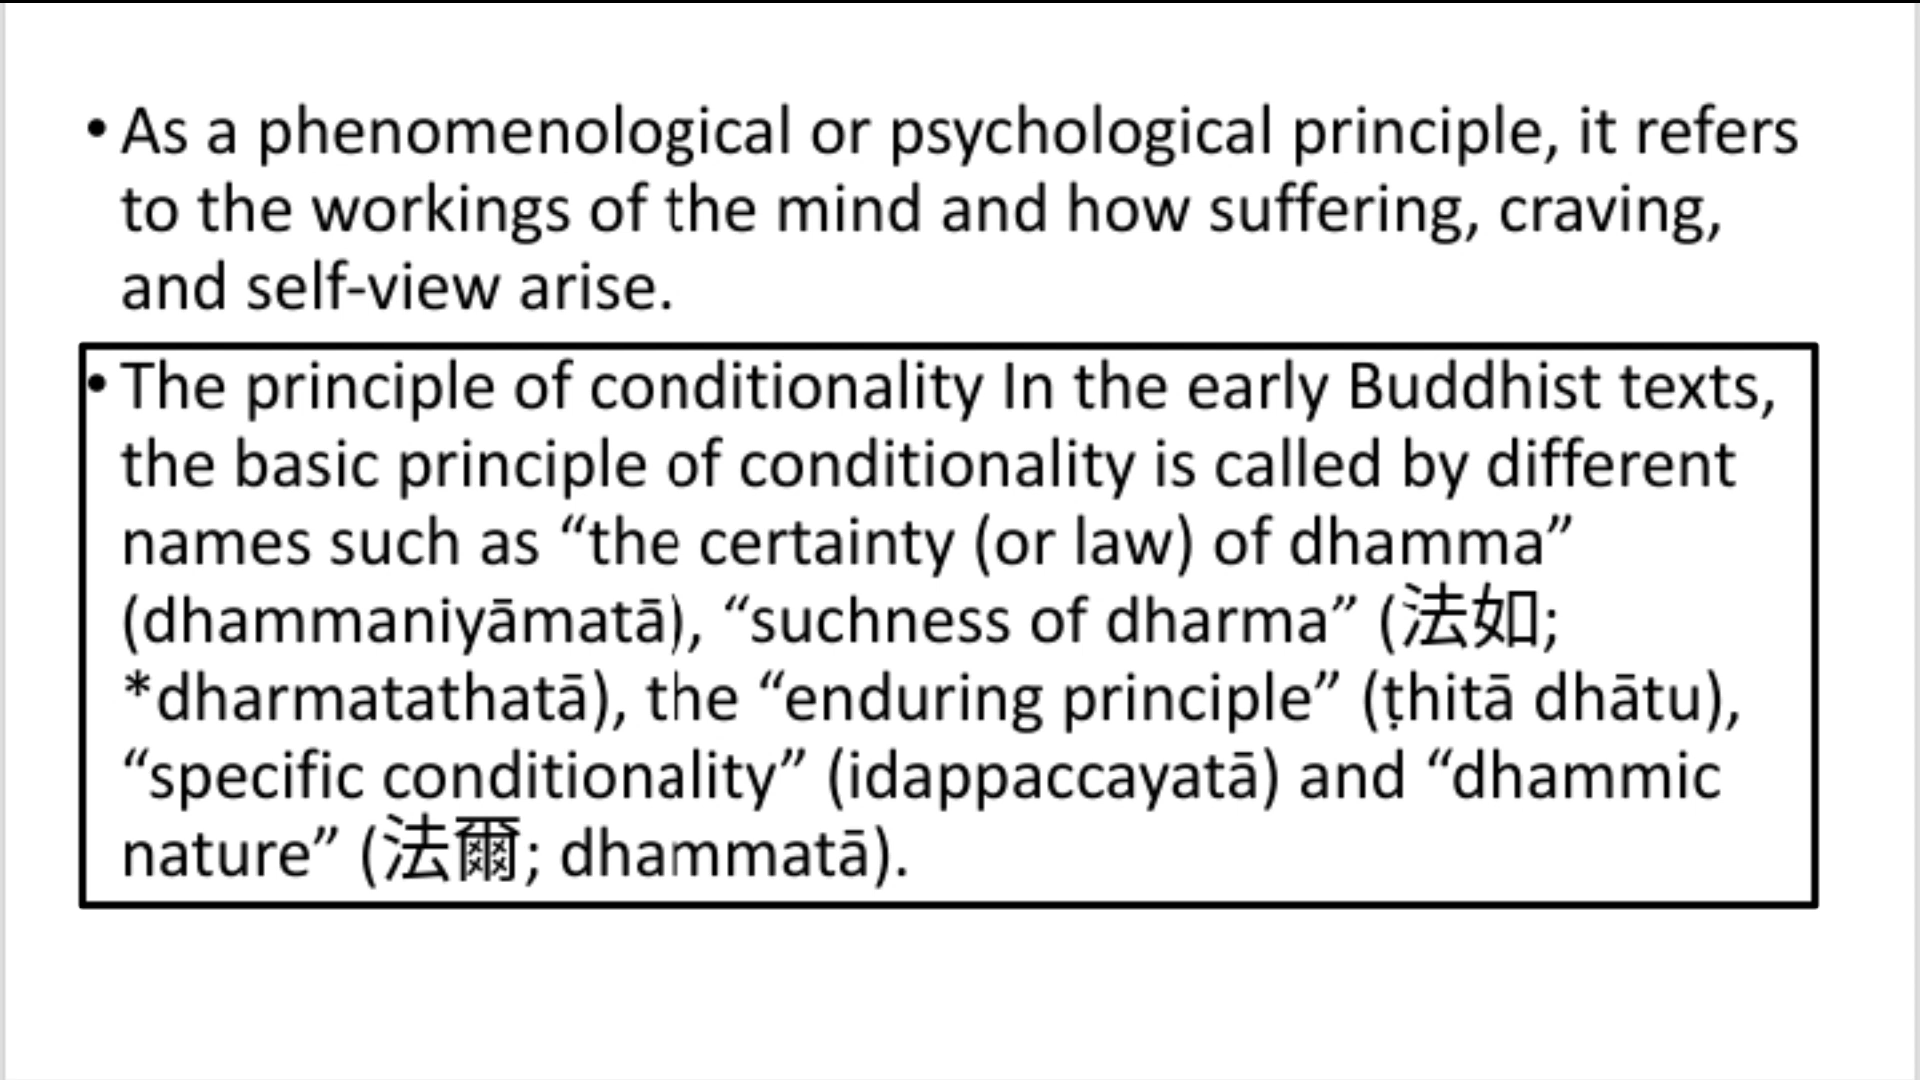 • As a phenomenological or psychological principle, it refers
to the workings of the mind and how suffering, craving,
and self-view arise.
• The principle of conditionality In the early Buddhist texts,
the basic principle of conditionality is called by different
names such as “the certainty (or law) of dhamma”
(dhammaniyāmatā), “suchness of dharma” (法如;
*dharmatathatā), the “enduring principle” (ṭhitā dhātu),
“specific conditionality” (idappaccayatā) and “dhammic
nature” (法爾; dhammatā).